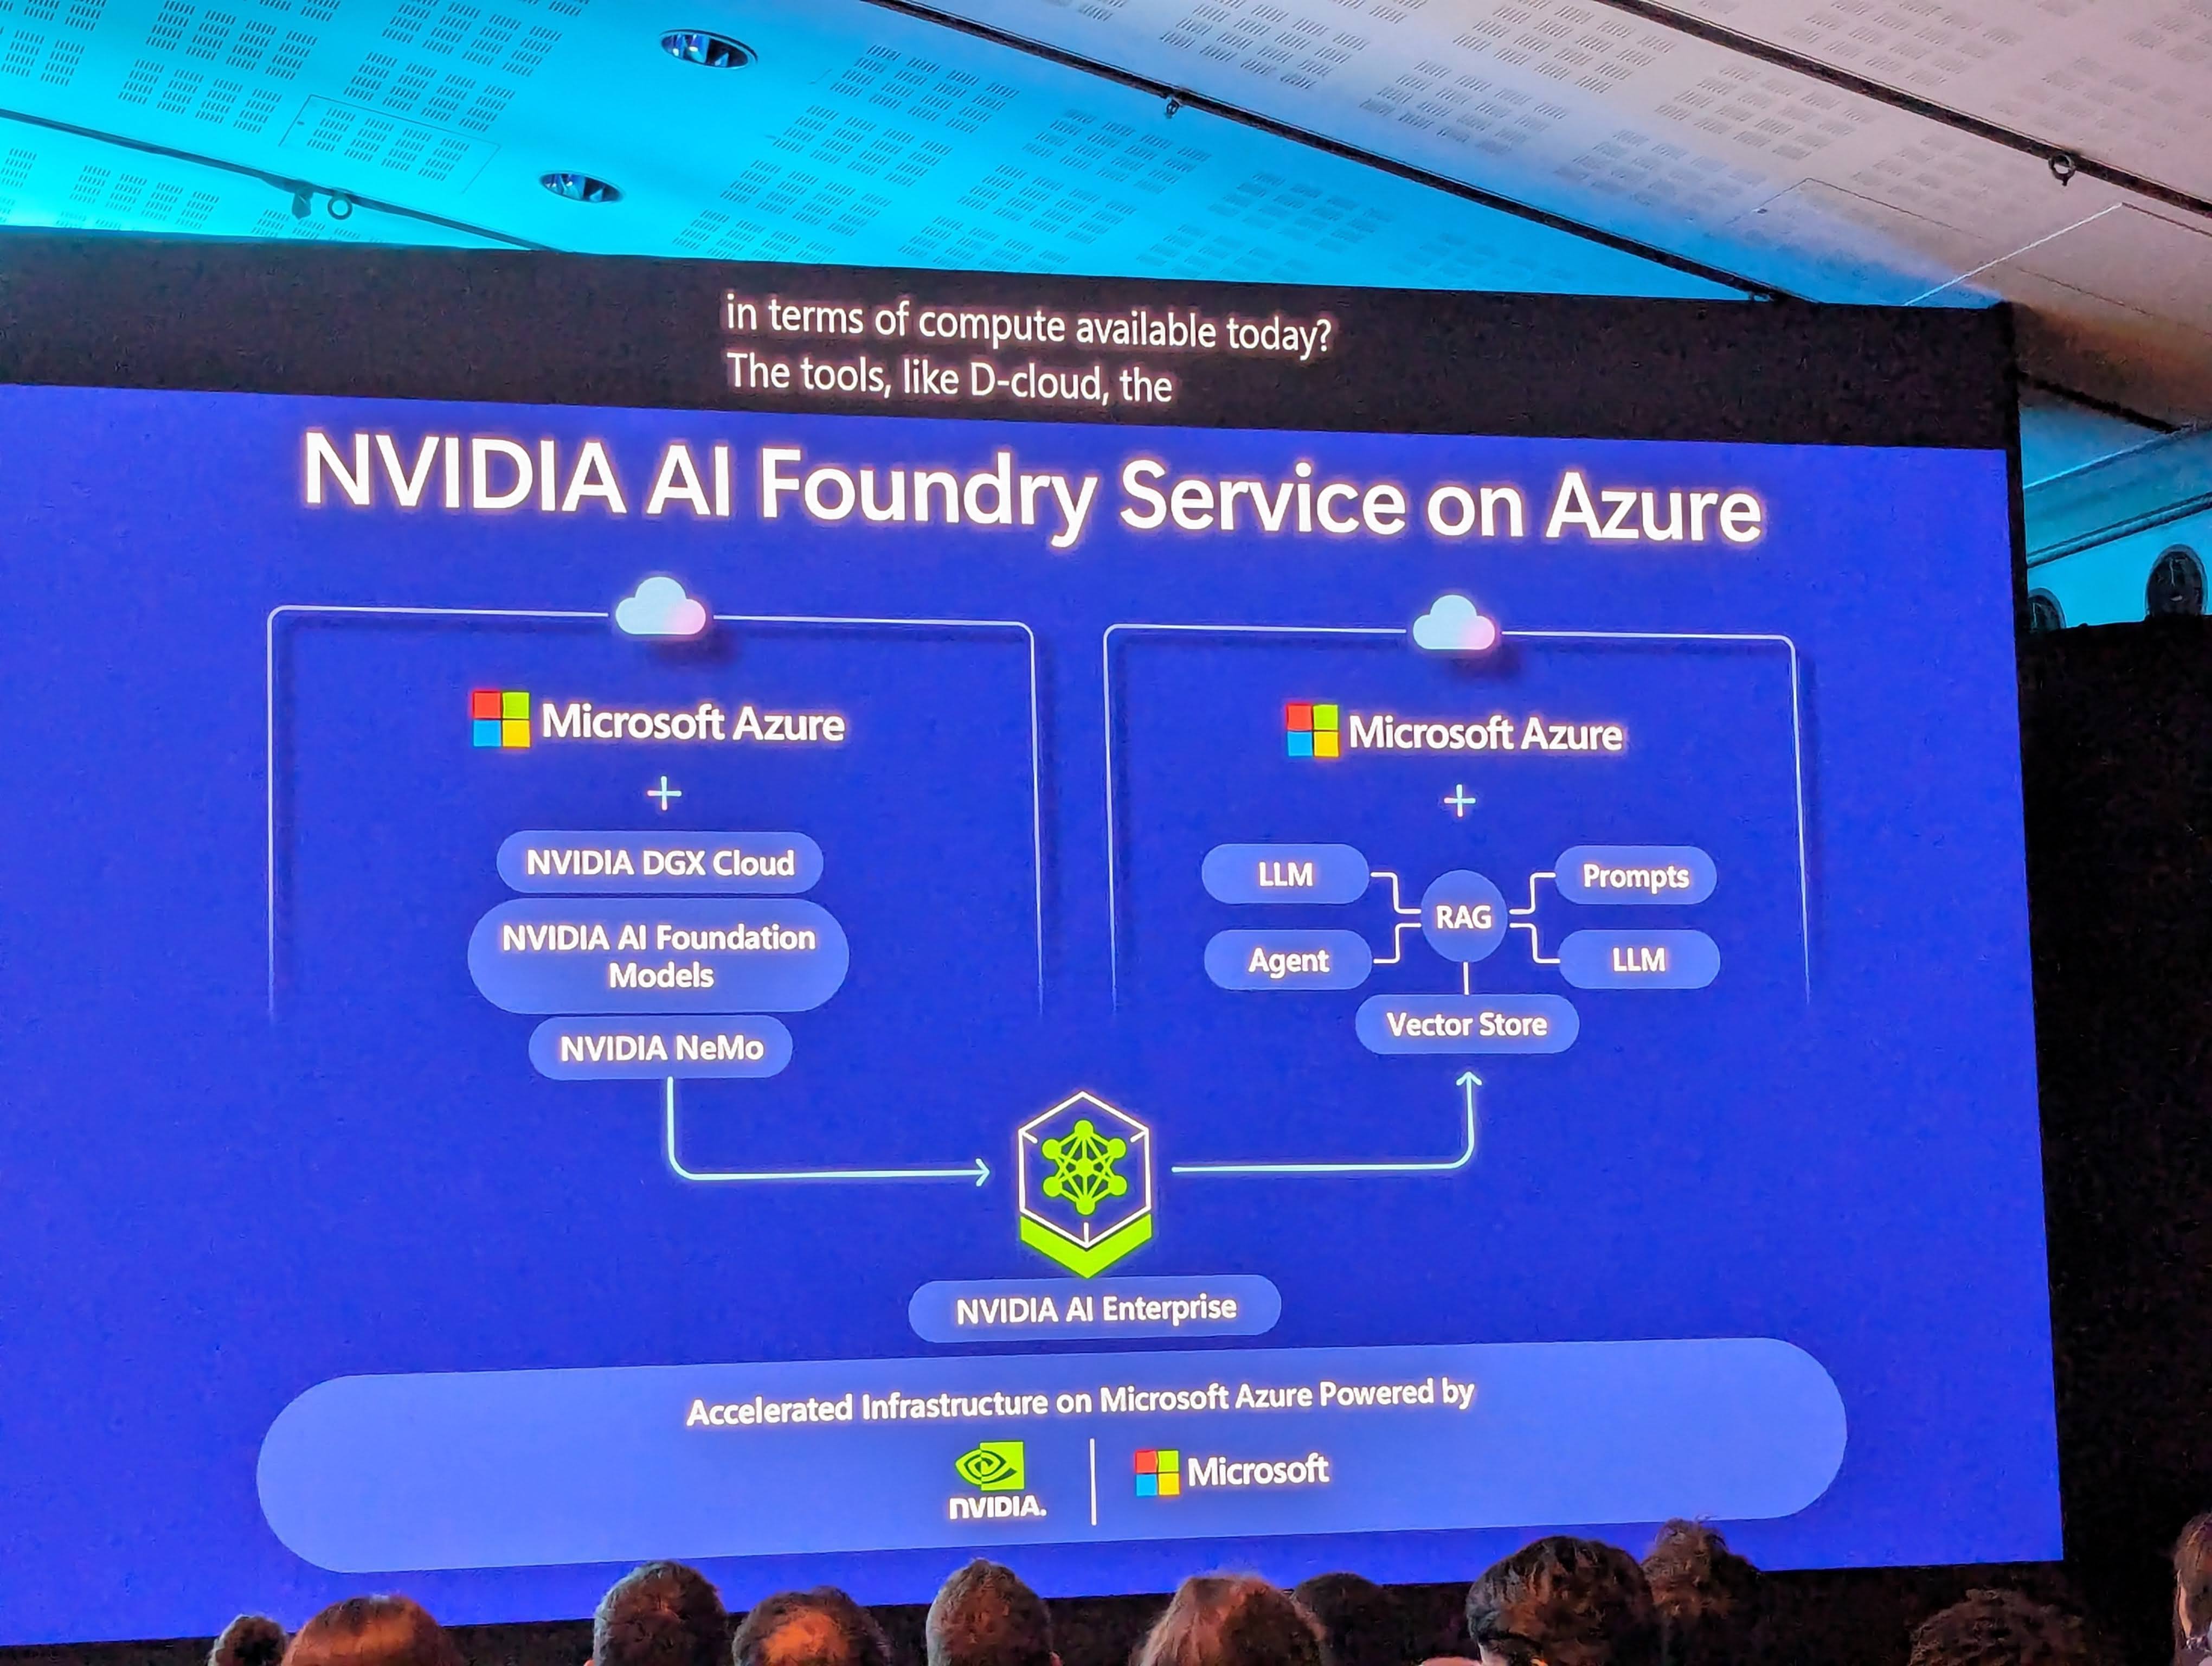 in terms of compute available today?
The tools, like D-cloud, the
NVIDIA AI Foundry Service on Azure
Microsoft Azure
+
NVIDIA DGX Cloud
NVIDIA AI Foundation
Models
NVIDIA NeMo
Microsoft Azure
+
LLM
Prompts
RAG
Agent
LLM
Vector Store
NVIDIA AI Enterprise
Accelerated Infrastructure on Microsoft Azure Powered by
NVIDIA.
Microsoft